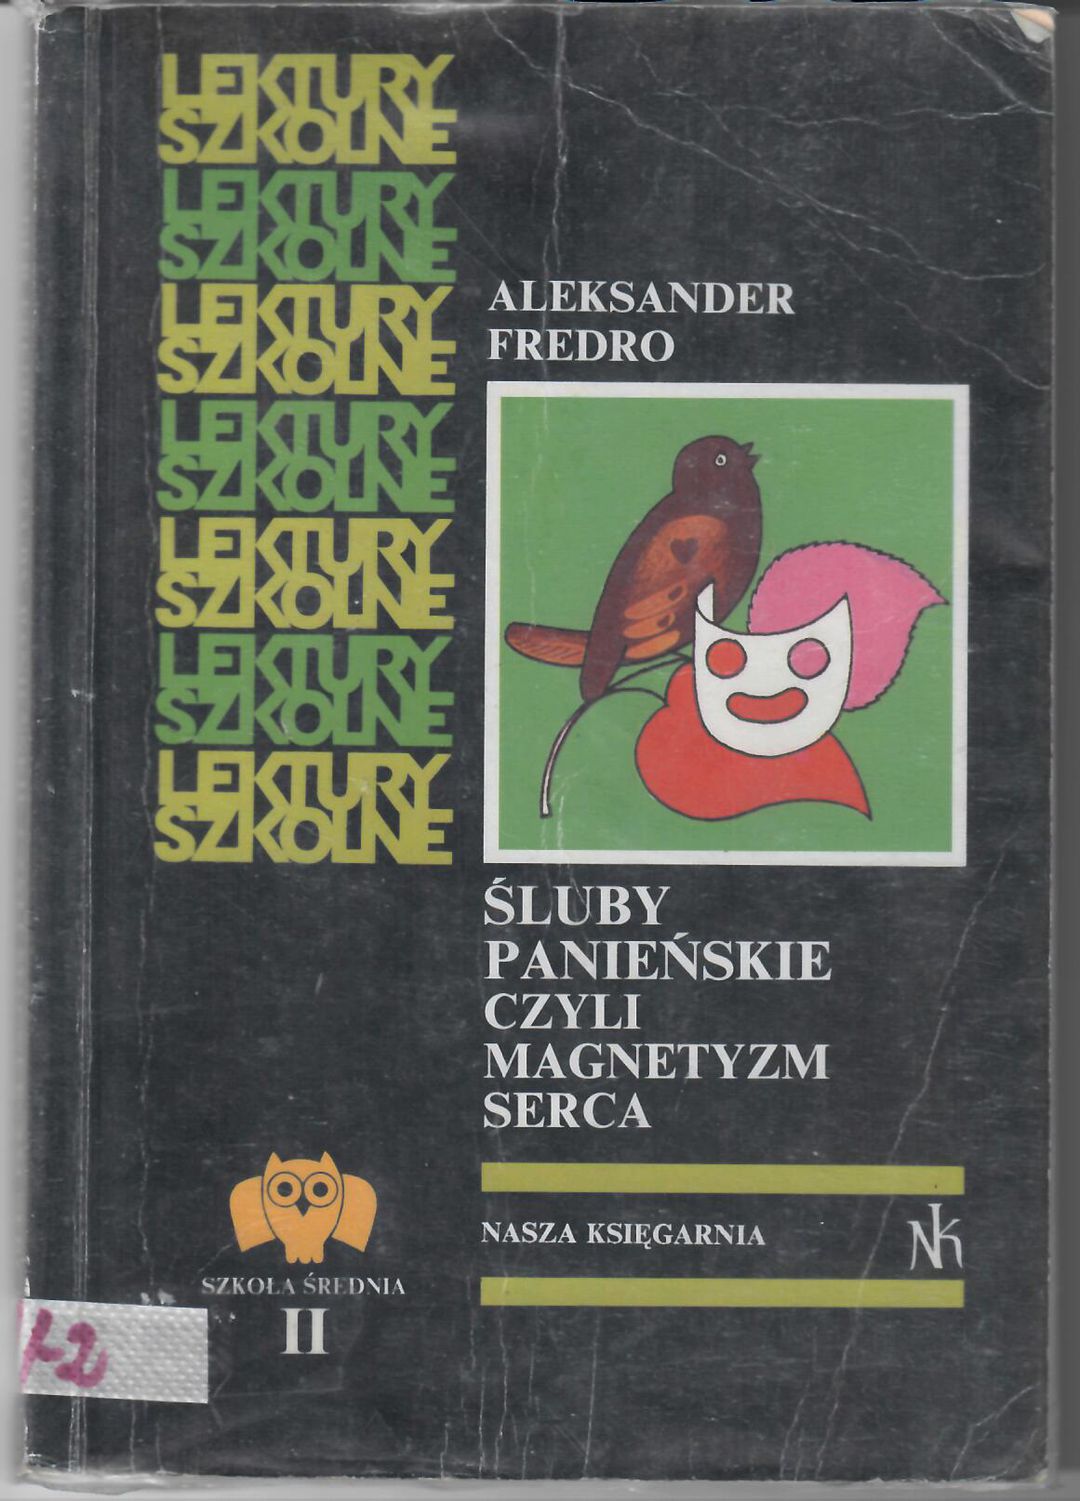 LEKTURY
SZKOLNE
LEKTURY
SZKOLNE
LEKTURY
SZKOLNE
LEKTURY
SZKOLNE
LEKTURY
SZKOLNE
LEKTURY
SZKOLNE
LEKTURY
SZKOLNE
ALEKSANDER
FREDRO
ŚLUBY
PANIEŃSKIE
CZYLI
MAGNETYZM
SERCA
NASZA KSIĘGARNIA
NK
SZKOŁA ŚREDNIA
II